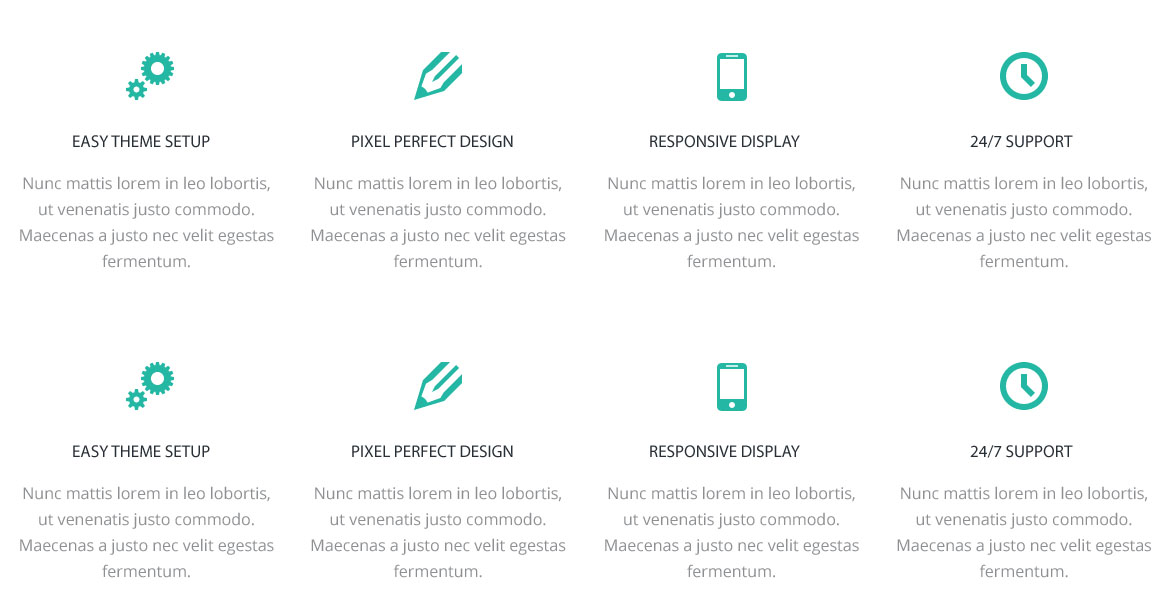 EASY THEME SETUP
Nunc mattis lorem in leo lobortis,
ut venenatis justo commodo.
Maecenas a justo nec velit egestas
fermentum.
PIXEL PERFECT DESIGN
Nunc mattis lorem in leo lobortis,
ut venenatis justo commodo.
Maecenas a justo nec velit egestas
fermentum.
RESPONSIVE DISPLAY
Nunc mattis lorem in leo lobortis,
ut venenatis justo commodo.
Maecenas a justo nec velit egestas
fermentum.
24/7 SUPPORT
Nunc mattis lorem in leo lobortis,
ut venenatis justo commodo.
Maecenas a justo nec velit egestas
fermentum.
EASY THEME SETUP
Nunc mattis lorem in leo lobortis,
ut venenatis justo commodo.
Maecenas a justo nec velit egestas
fermentum.
PIXEL PERFECT DESIGN
Nunc mattis lorem in leo lobortis,
ut venenatis justo commodo.
Maecenas a justo nec velit egestas
fermentum.
RESPONSIVE DISPLAY
Nunc mattis lorem in leo lobortis,
ut venenatis justo commodo.
Maecenas a justo nec velit egestas
fermentum.
24/7 SUPPORT
Nunc mattis lorem in leo lobortis,
ut venenatis justo commodo.
Maecenas a justo nec velit egestas
fermentum.